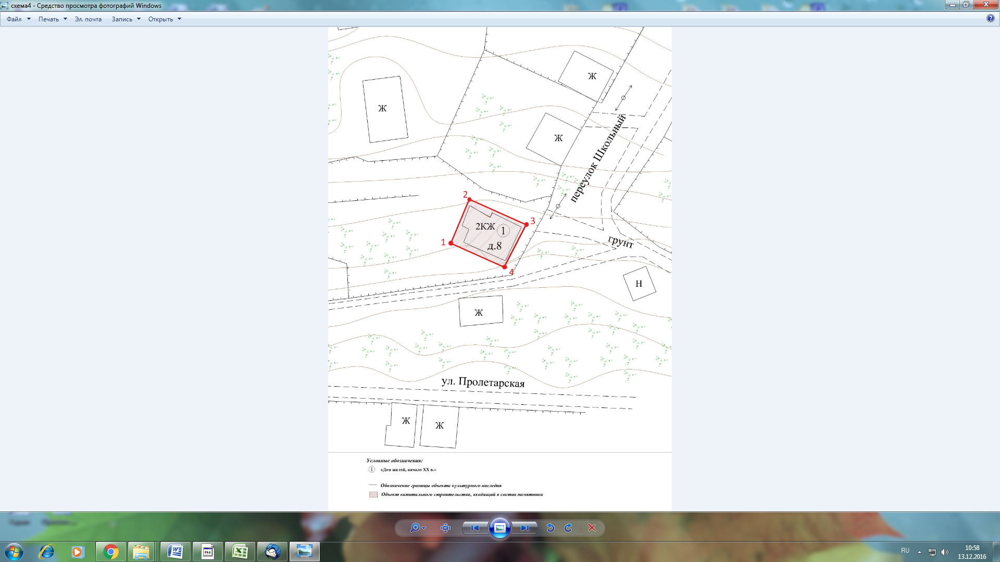 схема4 - Средство просмотра фотографий Windows
Файл Печать Эл. почта Запись Открыть
Ж
Ж
Ж
переулок Школьный
2
3
2КЖ 1
д.8
1
4
грунт
Н
Ж
ул. Пролетарская
Ж
Ж
Условные обозначения:
1 «Дом жилой, начало XX в.»
Обозначение границы объекта культурного наследия
Объект капитального строительства, входящий в состав памятника
RU
10:58
13.12.2016